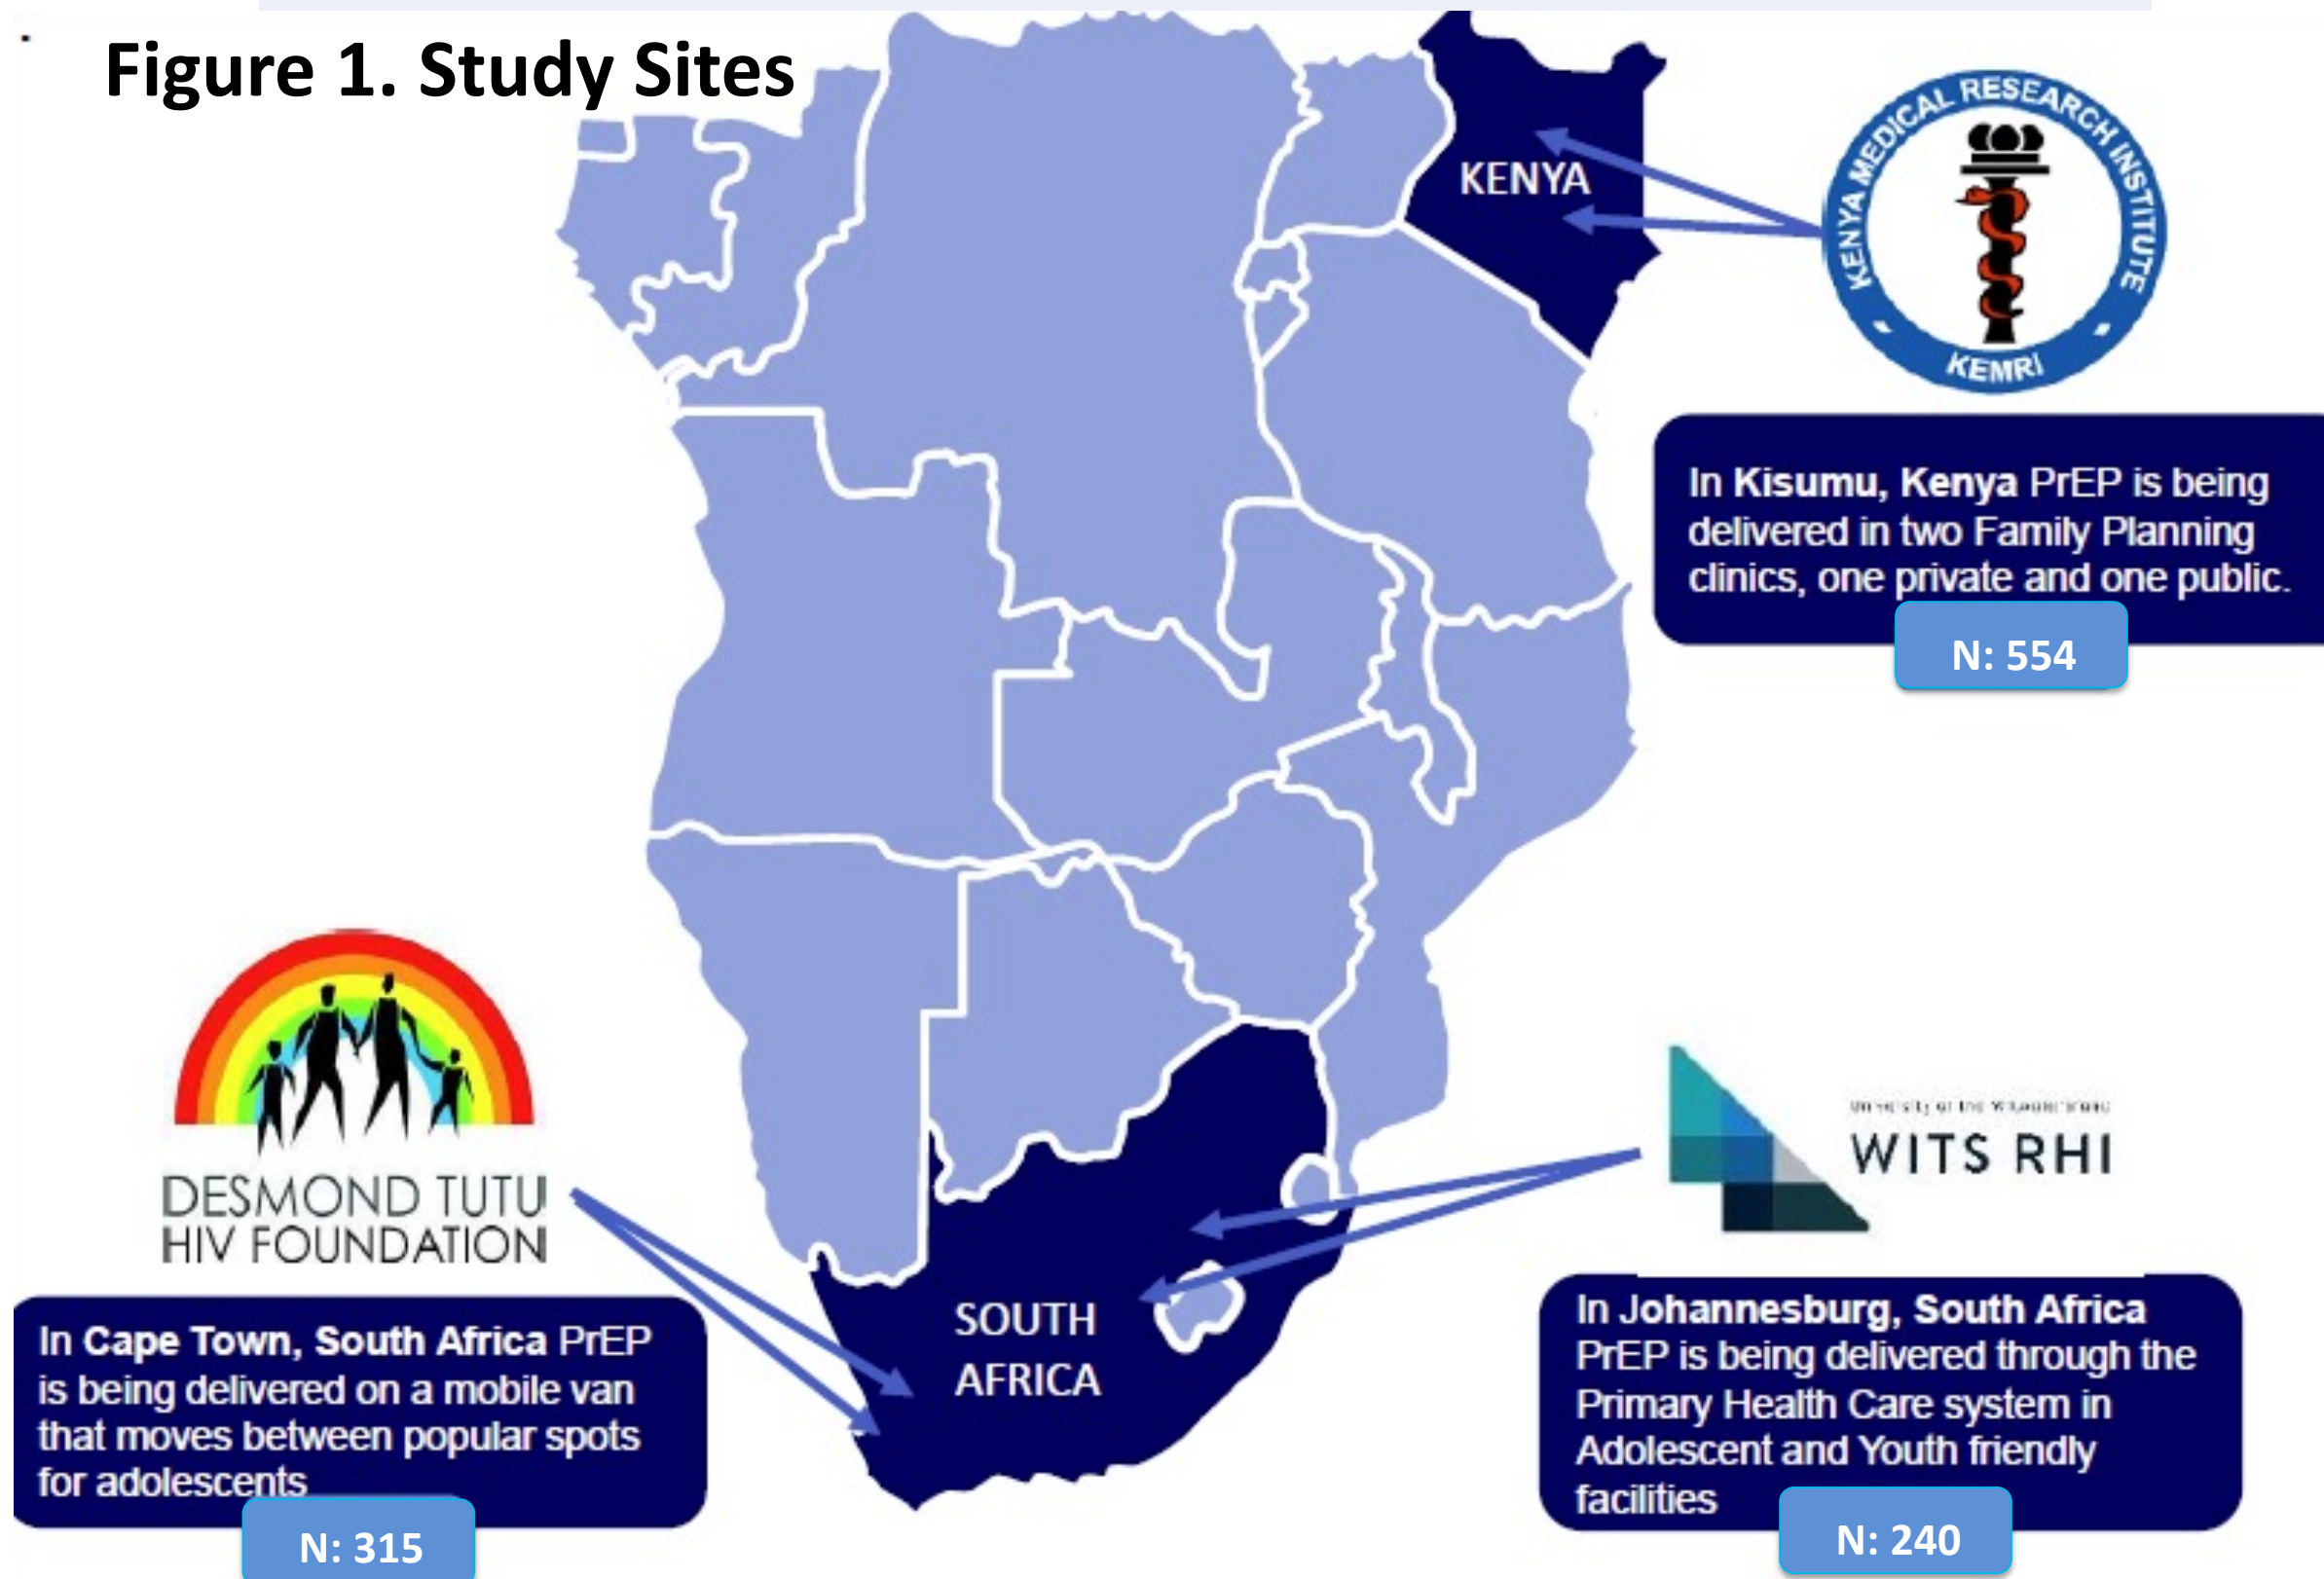 Figure 1. Study Sites
KENYA MEDICAL RESEARCH INSTITUTE
KEMRI
KENYA
In Kisumu, Kenya PrEP is being
delivered in two Family Planning
clinics, one private and one public.
N: 554
DESMOND TUTU
HIV FOUNDATION
In Cape Town, South Africa PrEP
is being delivered on a mobile van
that moves between popular spots
for adolescents
N: 315
SOUTH
AFRICA
University of the Witwatersrand
WITS RHI
In Johannesburg, South Africa
PrEP is being delivered through the
Primary Health Care system in
Adolescent and Youth friendly
facilities
N: 240